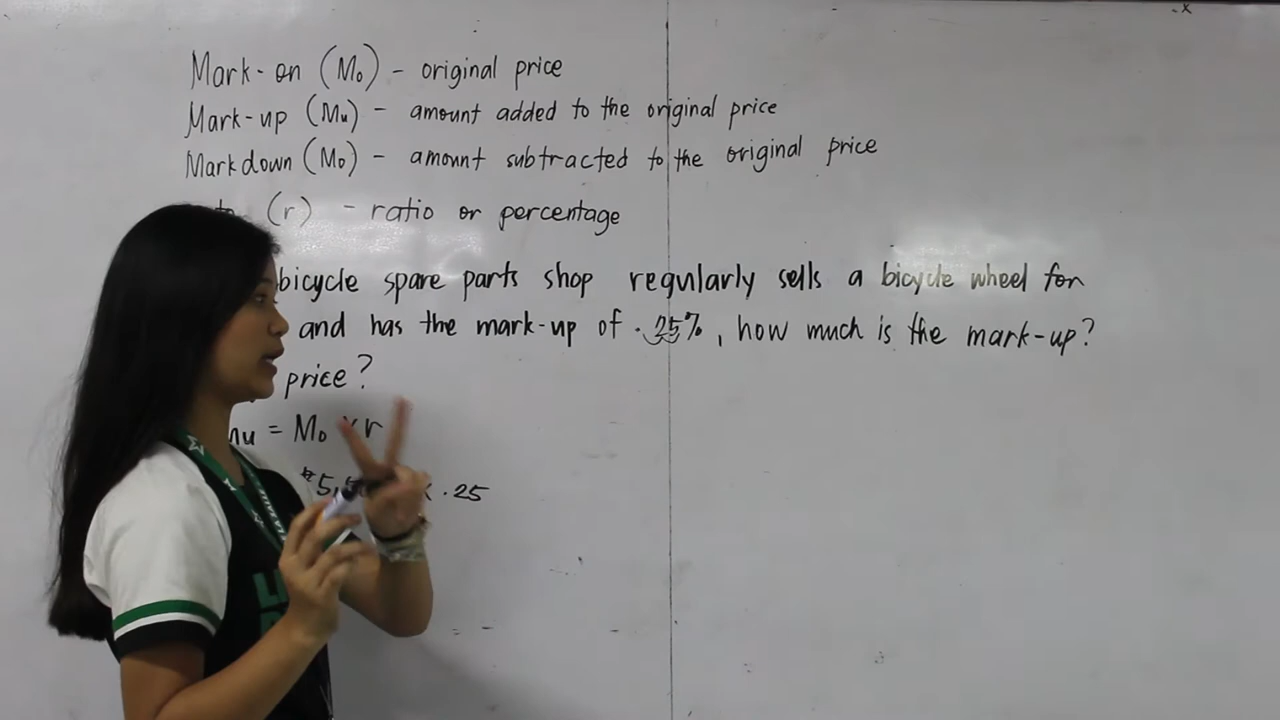 Mark-on (Mo) - original price
Mark-up (Mu) - amount added to the original price
Markdown (MD) - amount subtracted to the original price
(r) - ratio or percentage
bicycle spare parts shop regularly sells a bicycle wheel for
and has the mark-up of .25%, how much is the mark-up?
price?
Mu = Mo x r
x .25